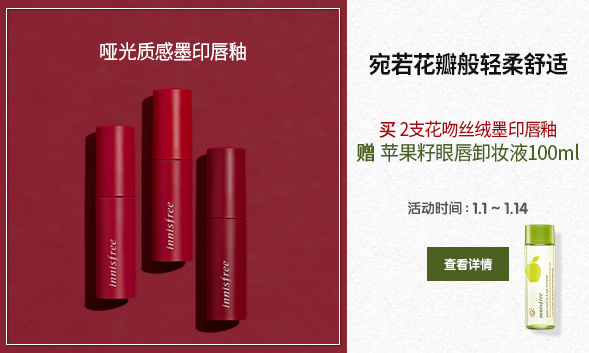 哑光质感墨印唇釉
innisfree
innisfree
innisfree
宛若花瓣般轻柔舒适
买 2支花吻丝绒墨印唇釉
赠 苹果籽眼唇卸妆液100ml
活动时间 : 1.1 ~ 1.14
查看详情
innisfree